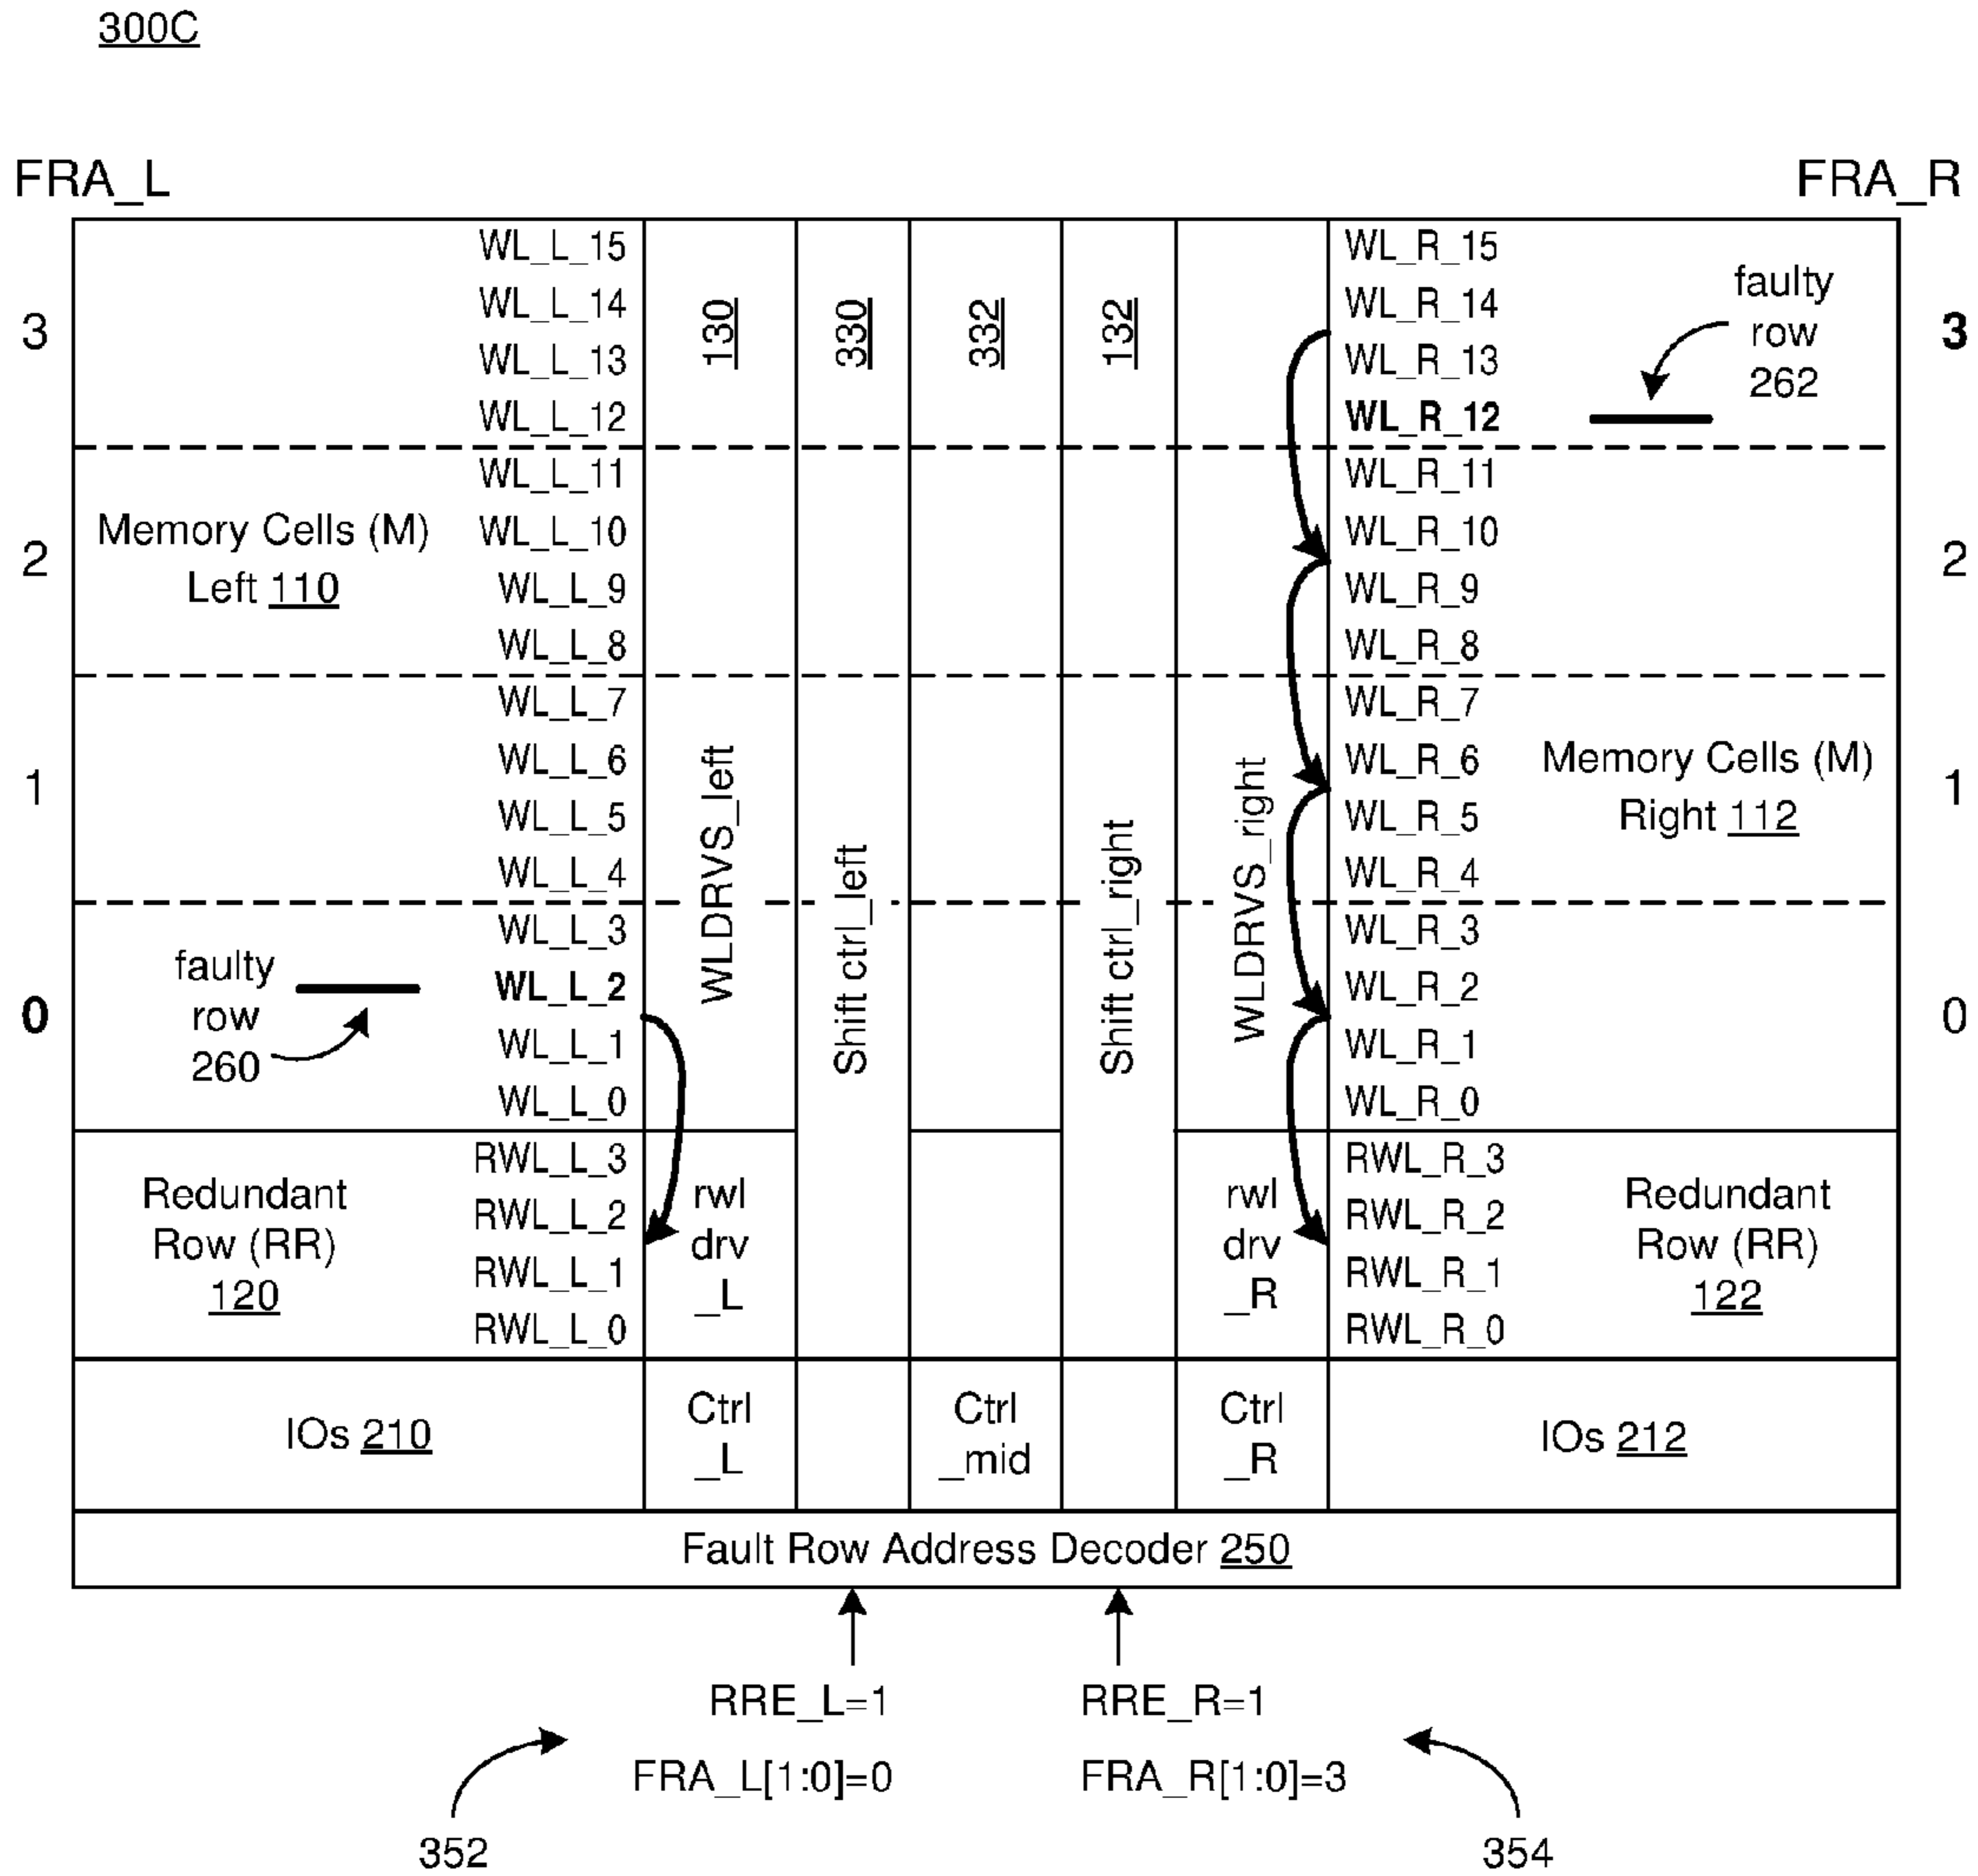 300C
FRA_L
FRA_R
WL_L_15
WL_L_14
WL_L_13
WL_L_12
WL_L_11
WL_L_10
WL_L_9
WL_L_8
WL_L_7
WL_L_6
WL_L_5
WL_L_4
WL_L_3
WL_L_2
WL_L_1
WL_L_0
RWL_L_3
RWL_L_2
RWL_L_1
RWL_L_0
3
2
1
0
Memory Cells (M)
Left 110
faulty
row
260
Redundant
Row (RR)
120
130
330
332
132
WLDRVS_left
Shift ctrl_left
Shift ctrl_right
WLDRVS_right
rwl
drv
_L
rwl
drv
_R
WL_R_15
WL_R_14
WL_R_13
WL_R_12
WL_R_11
WL_R_10
WL_R_9
WL_R_8
WL_R_7
WL_R_6
WL_R_5
WL_R_4
WL_R_3
WL_R_2
WL_R_1
WL_R_0
RWL_R_3
RWL_R_2
RWL_R_1
RWL_R_0
faulty
row
262
Memory Cells (M)
Right 112
Redundant
Row (RR)
122
3
2
1
0
IOs 210
Ctrl
_L
Ctrl
_mid
Ctrl
_R
IOs 212
Fault Row Address Decoder 250
RRE_L=1
RRE_R=1
FRA_L[1:0]=0
FRA_R[1:0]=3
352
354